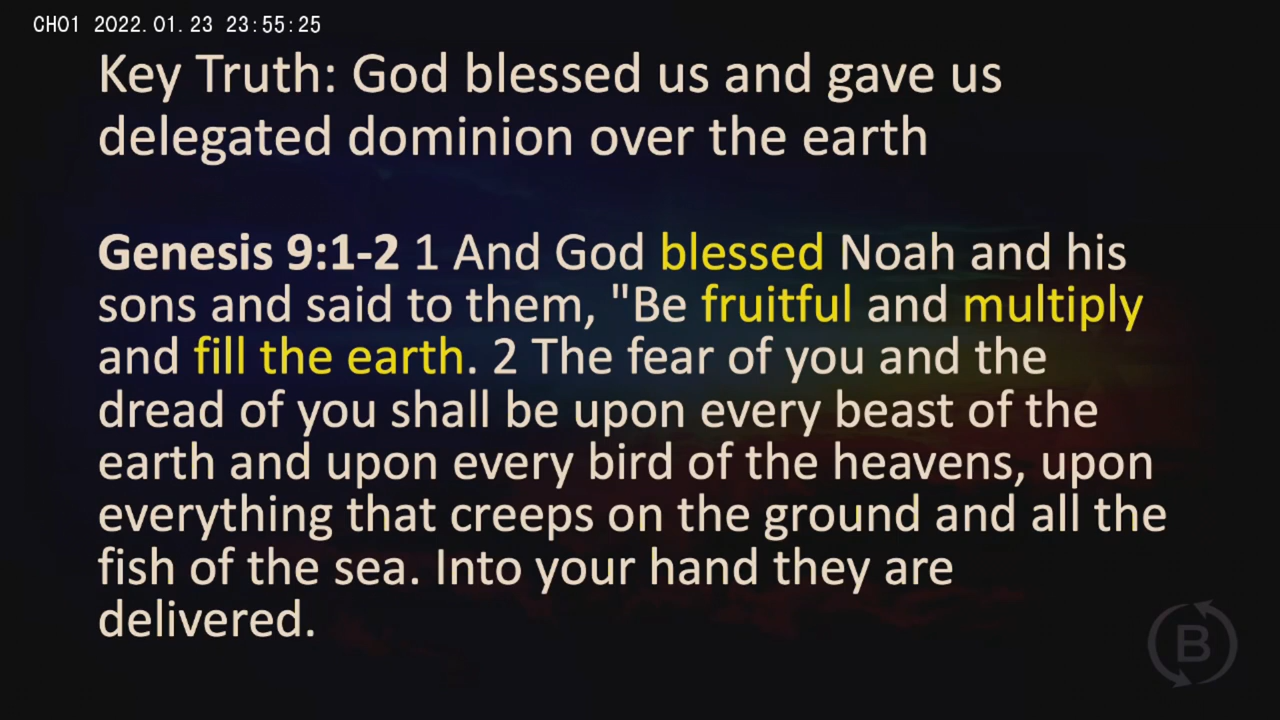 CH01 2022.01.23 23:55:25
Key Truth: God blessed us and gave us
delegated dominion over the earth
Genesis 9:1-2 1 And God blessed Noah and his
sons and said to them, "Be fruitful and multiply
and fill the earth. 2 The fear of you and the
dread of you shall be upon every beast of the
earth and upon every bird of the heavens, upon
everything that creeps on the ground and all the
fish of the sea. Into your hand they are
delivered.
B